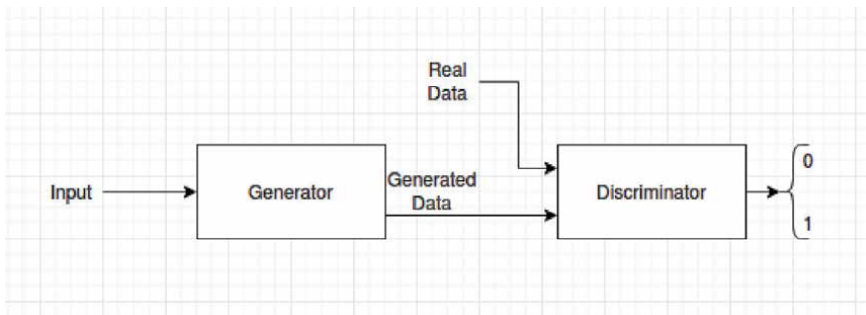 Real
Data
Input
Generator
Generated
Data
Discriminator
0
1